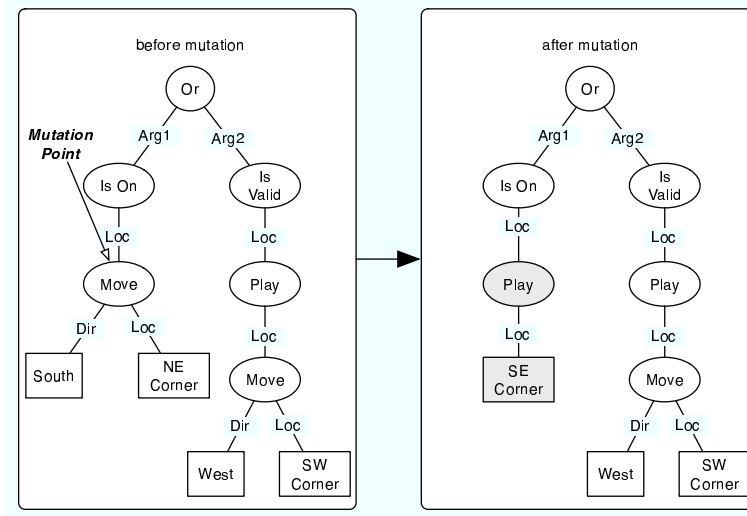 before mutation
Or
Mutation
Point
Arg1
Arg2
Is On
Is
Valid
Loc
Loc
Move
Play
Dir
Loc
Loc
South
NE
Corner
Move
Dir
Loc
West
SW
Corner
after mutation
Or
Arg1
Arg2
Is On
Is
Valid
Loc
Loc
Play
Play
Loc
Loc
SE
Corner
Move
Dir
Loc
West
SW
Corner